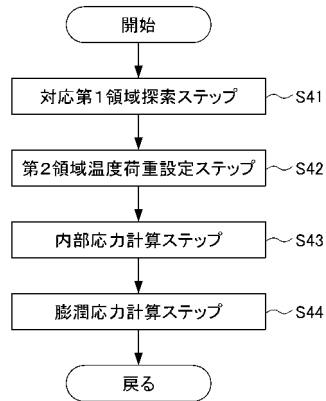 開始
対応第1領域探索ステップ S41
第2領域温度荷重設定ステップ S42
内部応力計算ステップ S43
膨潤応力計算ステップ S44
戻る